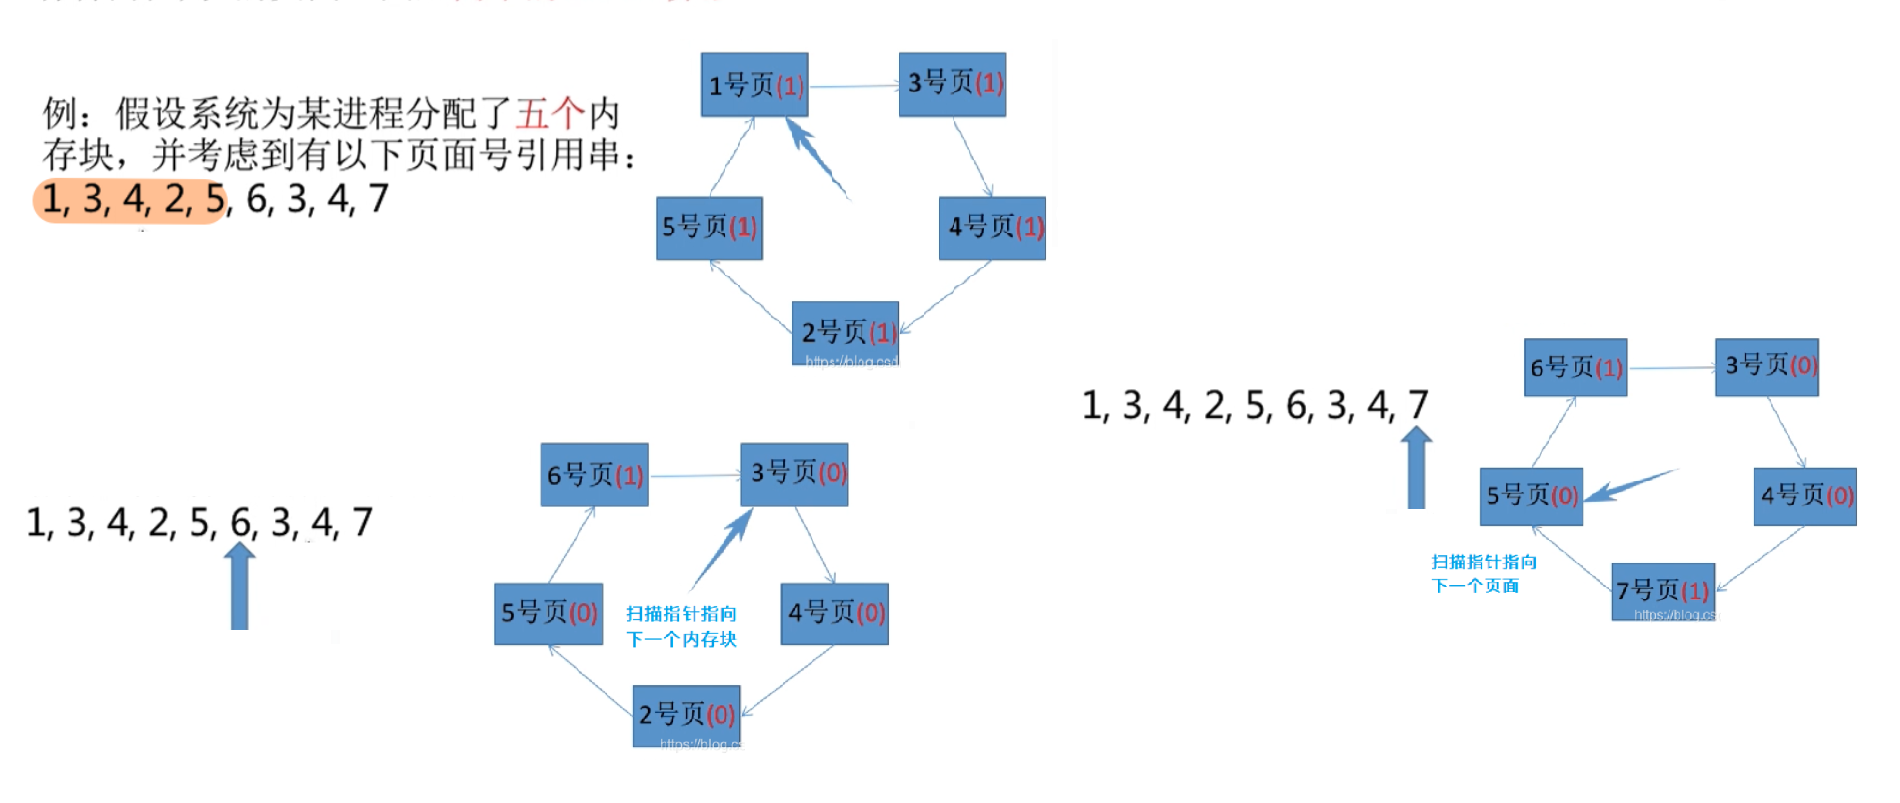 例：假设系统为某进程分配了五个内
存块，并考虑到有以下页面号引用串：
1, 3, 4, 2, 5, 6, 3, 4, 7
1号页(1)
3号页(1)
5号页(1)
4号页(1)
2号页(1)
https://blog.csd
1, 3, 4, 2, 5, 6, 3, 4, 7
6号页(1)
3号页(0)
5号页(0)
扫描指针指向
下一个内存块
4号页(0)
2号页(0)
https://blog.cs
1, 3, 4, 2, 5, 6, 3, 4, 7
6号页(1)
3号页(0)
5号页(0)
4号页(0)
扫描指针指向
下一个页面
7号页(1)
https://blog.cs